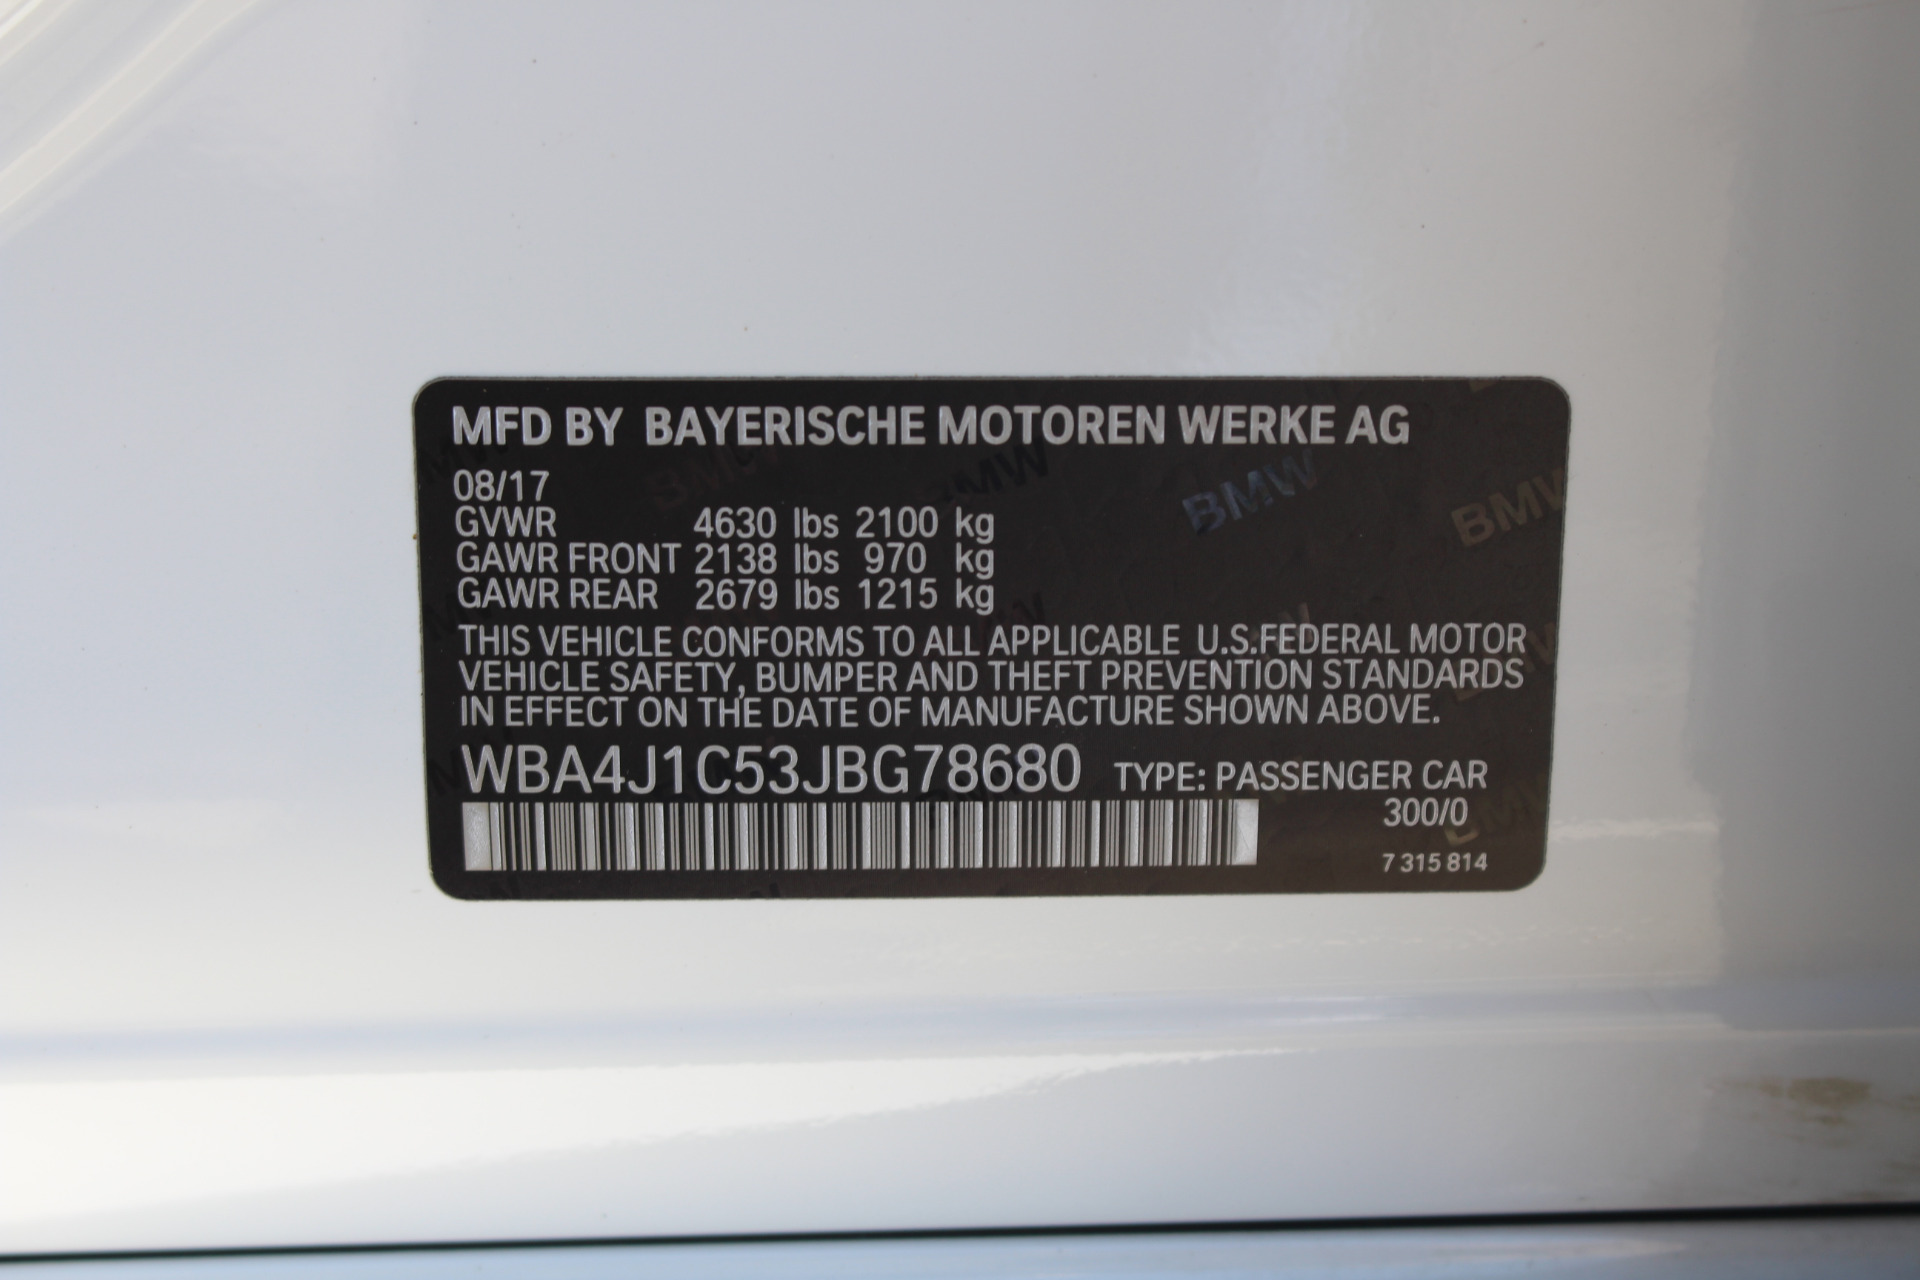 MFD BY BAYERISCHE MOTOREN WERKE AG
08/17
GVWR 4630 lbs 2100 kg
GAWR FRONT 2138 lbs 970 kg
GAWR REAR 2679 lbs 1215 kg
THIS VEHICLE CONFORMS TO ALL APPLICABLE U.S.FEDERAL MOTOR
VEHICLE SAFETY, BUMPER AND THEFT PREVENTION STANDARDS
IN EFFECT ON THE DATE OF MANUFACTURE SHOWN ABOVE.
WBA4J1C53JBG78680 TYPE: PASSENGER CAR
300/0
7 315 814
BMW
BMW
BMW